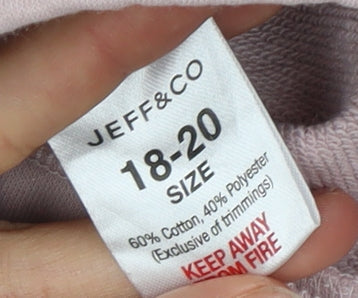 JEFF&CO
18-20
SIZE
60% Cotton, 40% Polyester
(Exclusive of trimmings)
KEEP AWAY
FROM FIRE